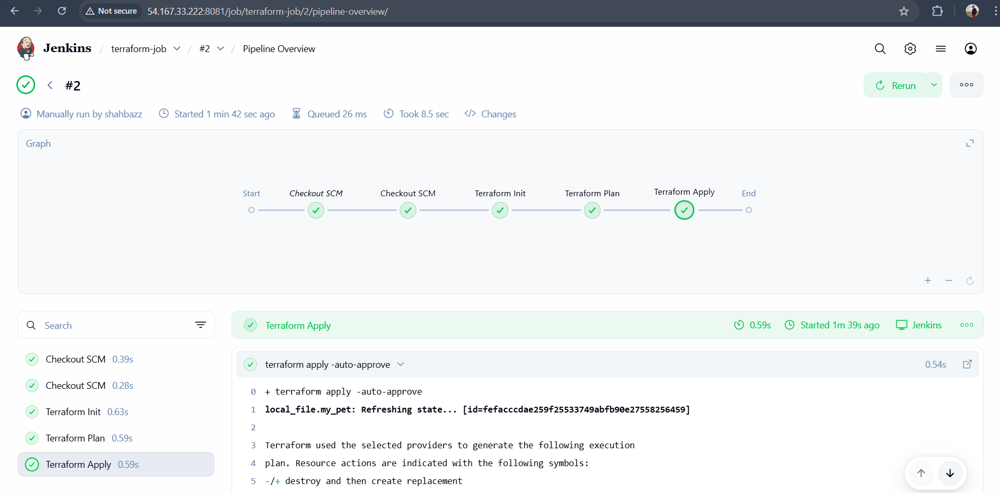 Not secure 54.167.33.222:8081/job/terraform-job/2/pipeline-overview/
Jenkins / terraform-job / #2 / Pipeline Overview
#2
Rerun
Manually run by shahbazz Started 1 min 42 sec ago Queued 26 ms Took 8.5 sec </> Changes
Graph
Start Checkout SCM Checkout SCM Terraform Init Terraform Plan Terraform Apply End
Search
Checkout SCM 0.39s
Checkout SCM 0.28s
Terraform Init 0.63s
Terraform Plan 0.59s
Terraform Apply 0.59s
Terraform Apply 0.59s Started 1m 39s ago Jenkins
terraform apply -auto-approve 0.54s
0 + terraform apply -auto-approve
1 local_file.my_pet: Refreshing state... [id=fefacccdae259f25533749abfb90e27558256459]
2
3 Terraform used the selected providers to generate the following execution
4 plan. Resource actions are indicated with the following symbols:
5 -/+ destroy and then create replacement